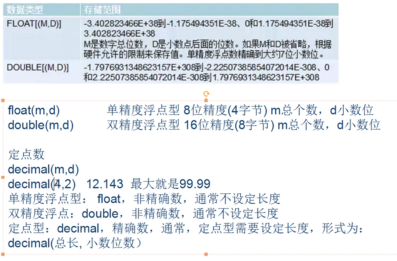 数据类型 存储范围
FLOAT[(M,D)] -3.402823466E+38到-1.175494351E-38、0和1.175494351E-38到
3.402823466E+38
M是数字总位数，D是小数点后面的位数。如果M和D被省略，根据
硬件允许的限制来保存值。单精度浮点数精确到大约7位小数位。
DOUBLE[(M,D)] -1.7976931348623157E+308到-2.2250738585072014E-308、0
和2.2250738585072014E-308到1.7976931348623157E+308
float(m,d) 单精度浮点型 8位精度(4字节) m总个数，d小数位
double(m,d) 双精度浮点型 16位精度(8字节) m总个数，d小数位
定点数
decimal(m,d)
decimal(4,2) 12.143 最大就是99.99
单精度浮点型： float，非精确数，通常不设定长度
双精度浮点：double，非精确数，通常不设定长度
定点型：decimal，精确数，通常，定点型需要设定长度，形式为：
decimal(总长, 小数位数）